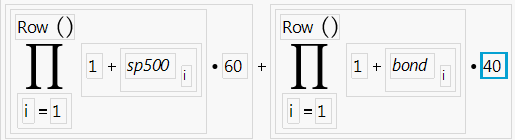 Row ()
∏ 1 + sp500 i • 60 +
i = 1
Row ()
∏ 1 + bond i • 40
i = 1